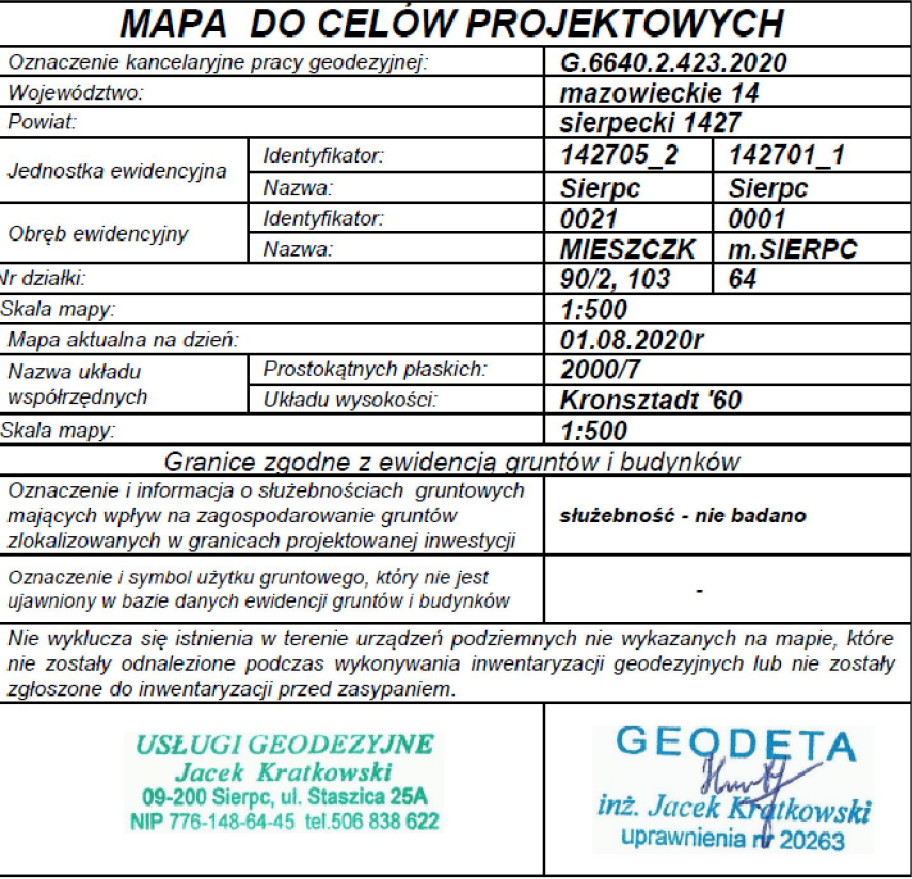 MAPA DO CELÓW PROJEKTOWYCH
Oznaczenie kancelaryjne pracy geodezyjnej: G.6640.2.423.2020
Województwo: mazowieckie 14
Powiat: sierpecki 1427
Jednostka ewidencyjna
Identyfikator: 142705_2 142701_1
Nazwa: Sierpc Sierpc
Obręb ewidencyjny
Identyfikator: 0021 0001
Nazwa: MIESZCZK m.SIERPC
Nr działki: 90/2, 103 64
Skala mapy: 1:500
Mapa aktualna na dzień: 01.08.2020r
Nazwa układu
współrzędnych
Prostokątnych płaskich: 2000/7
Układu wysokości: Kronsztadt '60
Skala mapy: 1:500
Granice zgodne z ewidencją gruntów i budynków
Oznaczenie i informacja o służebnościach gruntowych
mających wpływ na zagospodarowanie gruntów
zlokalizowanych w granicach projektowanej inwestycji
służebność - nie badano
Oznaczenie i symbol użytku gruntowego, który nie jest
ujawniony w bazie danych ewidencji gruntów i budynków
-
Nie wyklucza się istnienia w terenie urządzeń podziemnych nie wykazanych na mapie, które
nie zostały odnalezione podczas wykonywania inwentaryzacji geodezyjnych lub nie zostały
zgłoszone do inwentaryzacji przed zasypaniem.
USŁUGI GEODEZYJNE
Jacek Kratkowski
09-200 Sierpc, ul. Staszica 25A
NIP 776-148-64-45 tel.506 838 622
GEODETA
inż. Jacek Kratkowski
uprawnienia nr 20263